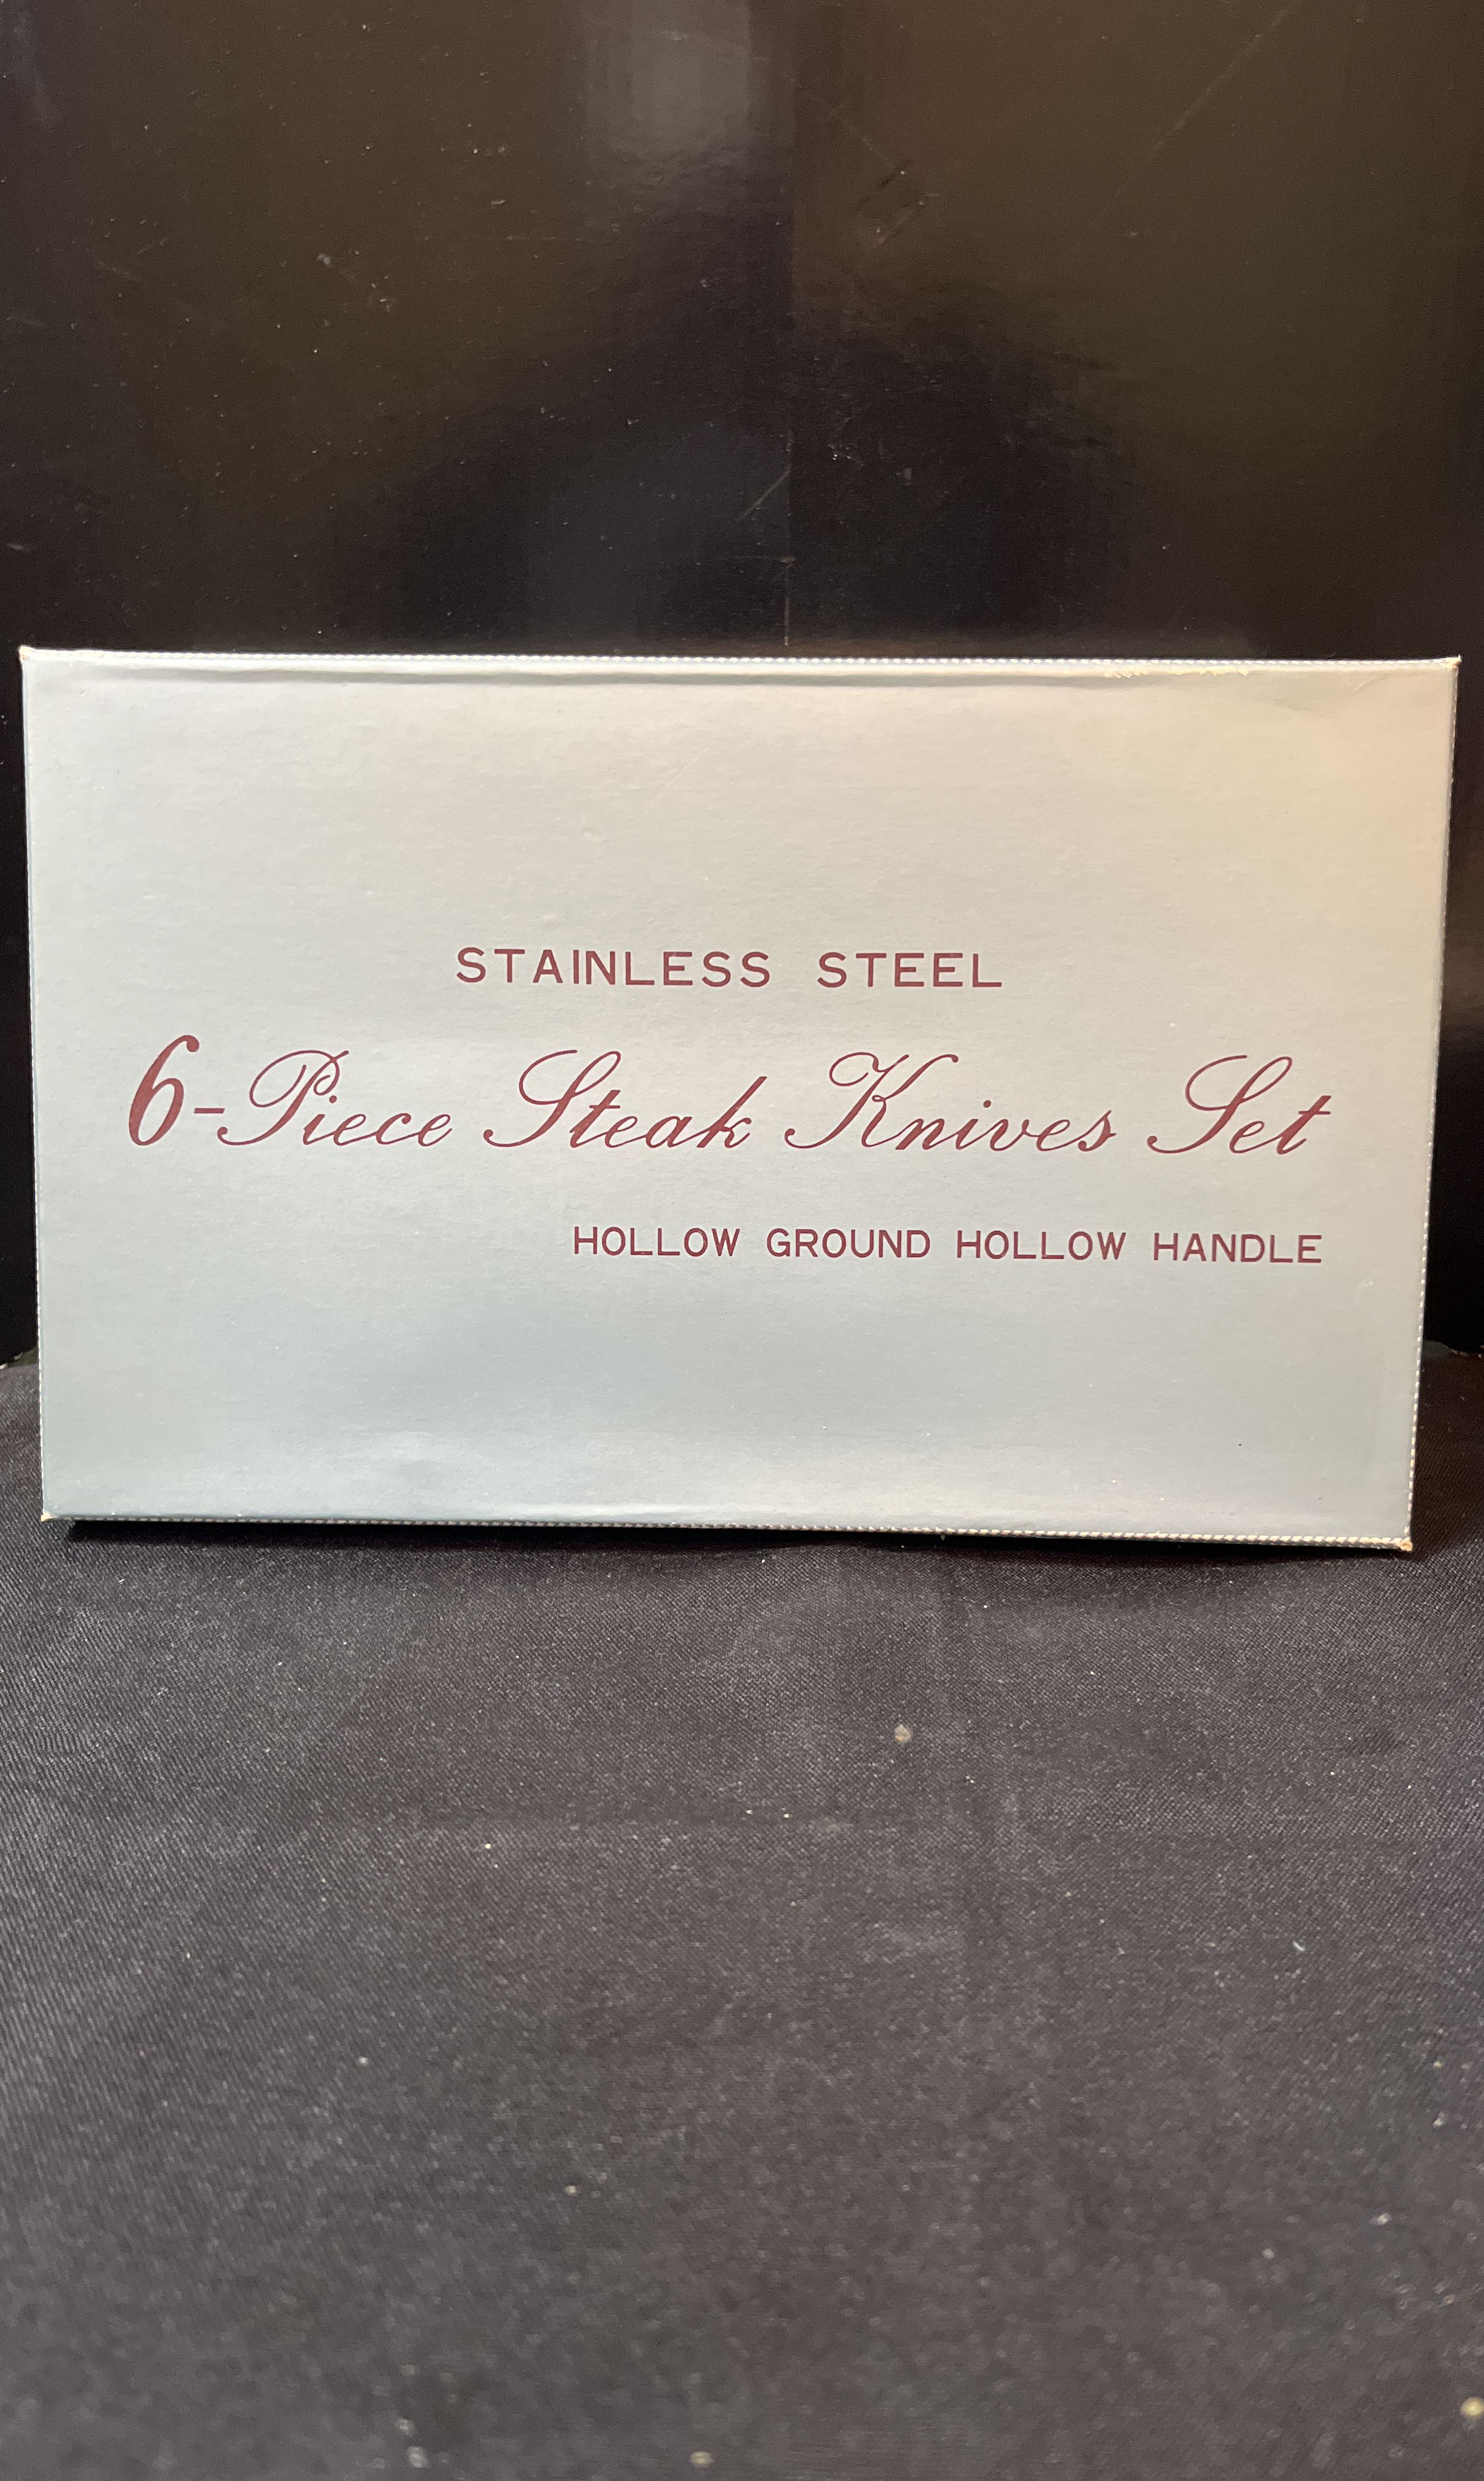 STAINLESS STEEL
6-Piece Steak Knives Set
HOLLOW GROUND HOLLOW HANDLE